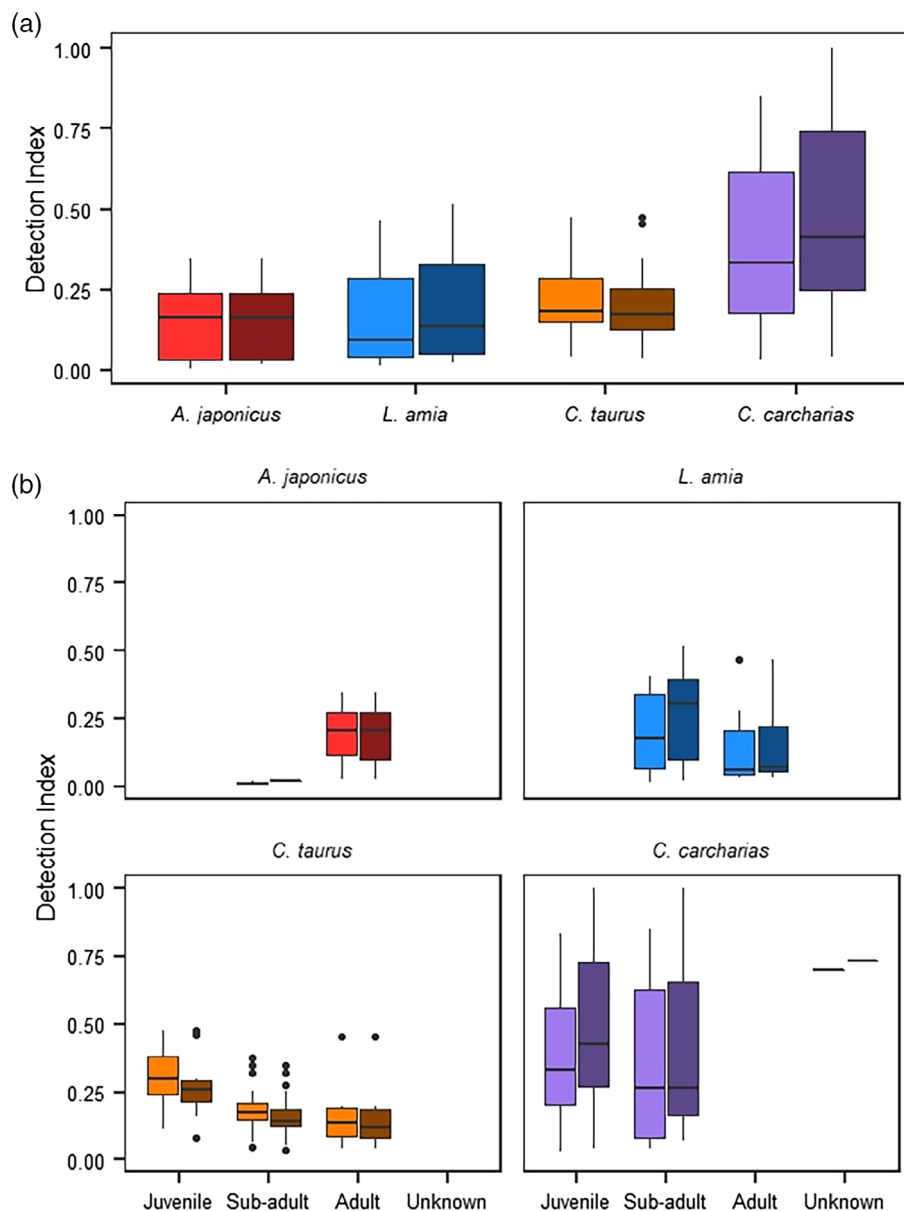 (a)
Detection Index
1.00
0.75
0.50
0.25
0.00
A. japonicus L. amia C. taurus C. carcharias
(b)
A. japonicus L. amia
Detection Index
1.00
0.75
0.50
0.25
0.00
C. taurus C. carcharias
1.00
0.75
0.50
0.25
0.00
Juvenile Sub-adult Adult Unknown Juvenile Sub-adult Adult Unknown